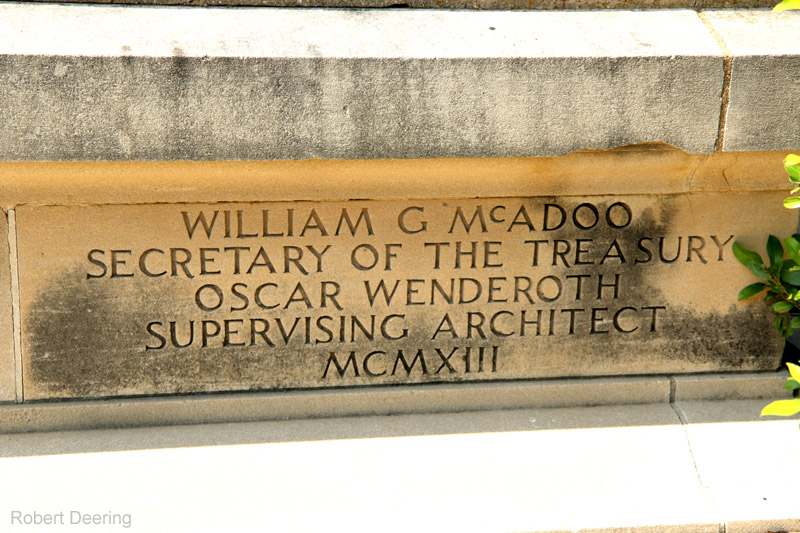 WILLIAM G McADOO
SECRETARY OF THE TREASURY
OSCAR WENDEROTH
SUPERVISING ARCHITECT
MCMXIII
Robert Deering